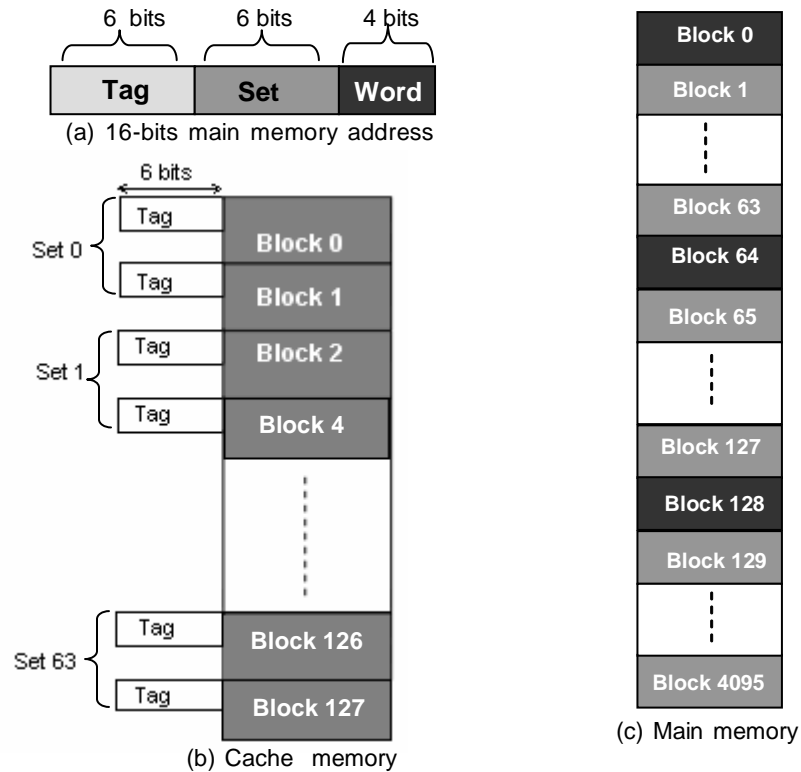 6 bits
6 bits
4 bits
Tag
Set
Word
(a) 16-bits main memory address
6 bits
Set 0
Tag
Block 0
Tag
Block 1
Set 1
Tag
Block 2
Tag
Block 4
Set 63
Tag
Block 126
Tag
Block 127
(b) Cache memory
Block 0
Block 1
Block 63
Block 64
Block 65
Block 127
Block 128
Block 129
Block 4095
(c) Main memory